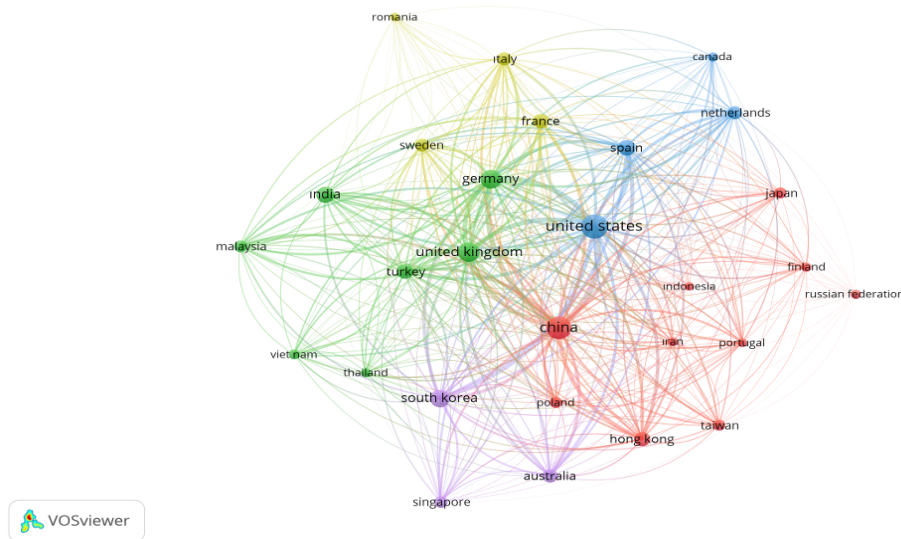 romania
italy
canada
netherlands
france
sweden
spain
germany
india
japan
united states
malaysia
united kingdom
turkey
finland
indonesia
russian federation
china
iran
portugal
viet nam
thailand
south korea
poland
taiwan
hong kong
australia
singapore
VOSviewer